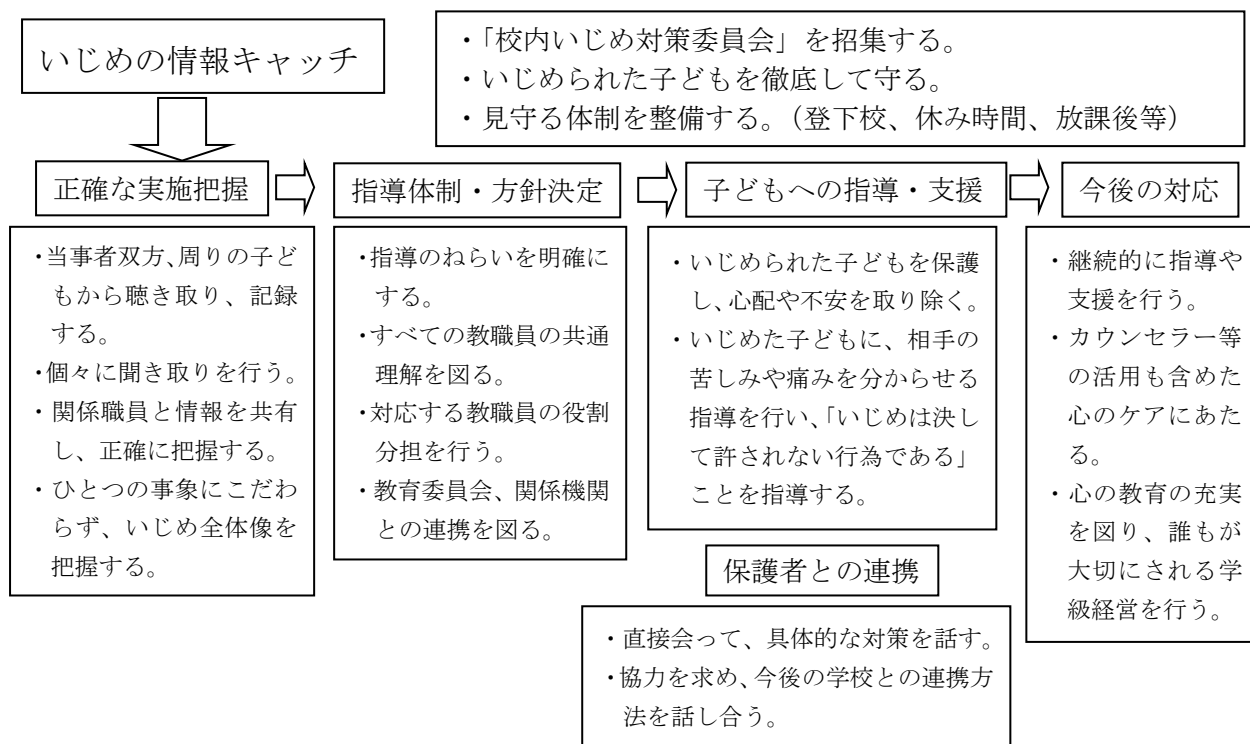 いじめの情報キャッチ
・「校内いじめ対策委員会」を招集する。
・いじめられた子どもを徹底して守る。
・見守る体制を整備する。（登下校、休み時間、放課後等）
正確な実施把握
・当事者双方、周りの子ど
もから聴き取り、記録
する。
・個々に聞き取りを行う。
・関係職員と情報を共有
し、正確に把握する。
・ひとつの事象にこだわ
らず、いじめ全体像を
把握する。
指導体制・方針決定
・指導のねらいを明確に
する。
・すべての教職員の共通
理解を図る。
・対応する教職員の役割
分担を行う。
・教育委員会、関係機関
との連携を図る。
子どもへの指導・支援
・いじめられた子どもを保護
し、心配や不安を取り除く。
・いじめた子どもに、相手の
苦しみや痛みを分からせる
指導を行い、「いじめは決し
て許されない行為である」
ことを指導する。
保護者との連携
・直接会って、具体的な対策を話す。
・協力を求め、今後の学校との連携方
法を話し合う。
今後の対応
・継続的に指導や
支援を行う。
・カウンセラー等
の活用も含めた
心のケアにあた
る。
・心の教育の充実
を図り、誰もが
大切にされる学
級経営を行う。